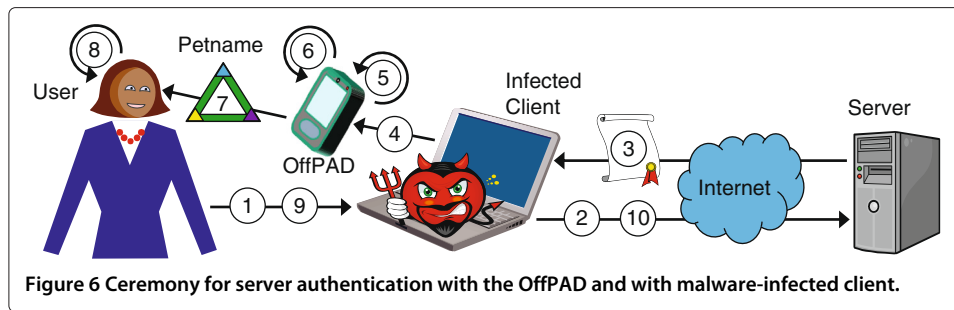 8
Petname
6
5
User
7
Infected
Client
Server
OffPAD
4
3
Internet
1
9
2
10
Figure 6 Ceremony for server authentication with the OffPAD and with malware-infected client.